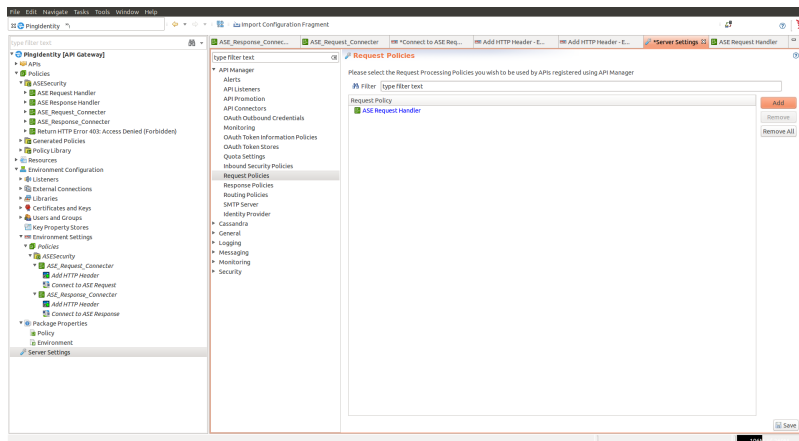 File Edit Navigate Tasks Tools Window Help
PingIdentity
Import Configuration Fragment
type filter text
PingIdentity [API Gateway]
APIs
Policies
ASESecurity
ASE Request Handler
ASE Response Handler
ASE_Request_Connecter
ASE_Response_Connecter
Return HTTP Error 403: Access Denied (Forbidden)
Generated Policies
Policy Library
Resources
Environment Configuration
Listeners
External Connections
Libraries
Certificates and Keys
Users and Groups
Key Property Stores
Environment Settings
Policies
ASESecurity
ASE_Request_Connecter
Add HTTP Header
Connect to ASE Request
ASE_Response_Connecter
Add HTTP Header
Connect to ASE Response
Package Properties
Policy
Environment
Server Settings
ASE_Response_Connec... ASE_Request_Connecter *Connect to ASE Req... Add HTTP Header - E... Add HTTP Header - E... *Server Settings ASE Request Handler
type filter text
API Manager
Alerts
API Listeners
API Promotion
API Connectors
OAuth Outbound Credentials
Monitoring
OAuth Token Information Policies
OAuth Token Stores
Quota Settings
Inbound Security Policies
Request Policies
Response Policies
Routing Policies
SMTP Server
Identity Provider
Cassandra
General
Logging
Messaging
Monitoring
Security
Request Policies
Please select the Request Processing Policies you wish to be used by APIs registered using API Manager
Filter type filter text
Request Policy
ASE Request Handler
Add
Remove
Remove All
Save